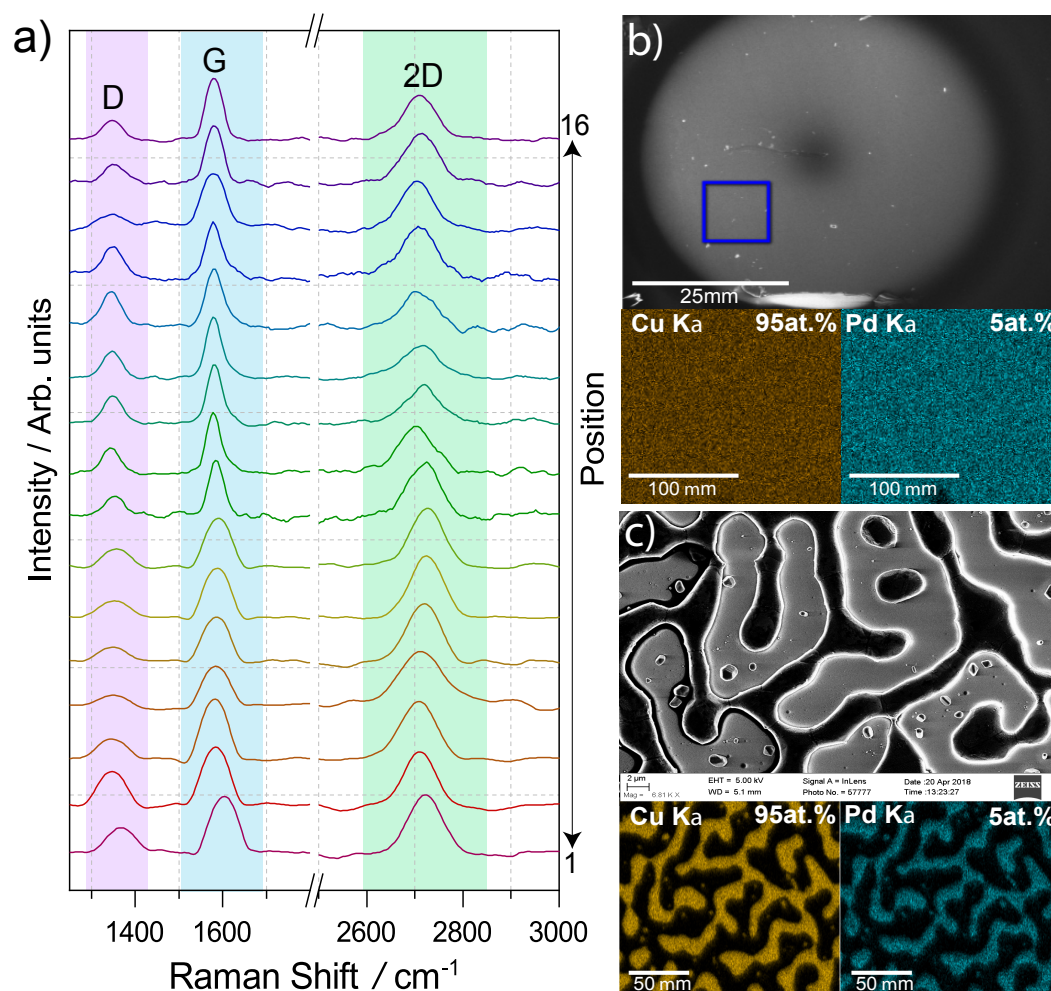 a)
D
G
2D
16
1
Position
Intensity / Arb. units
1400
1600
2600
2800
3000
Raman Shift / cm-1
b)
25mm
Cu Ka
95at.%
Pd Ka
5at.%
100 mm
100 mm
c)
2 µm
Mag = 6.81 K X
EHT = 5.00 kV
WD = 5.1 mm
Signal A = InLens
Photo No. = 57777
Date :20 Apr 2018
Time :13:23:27
ZEISS
Cu Ka
95at.%
Pd Ka
5at.%
50 mm
50 mm